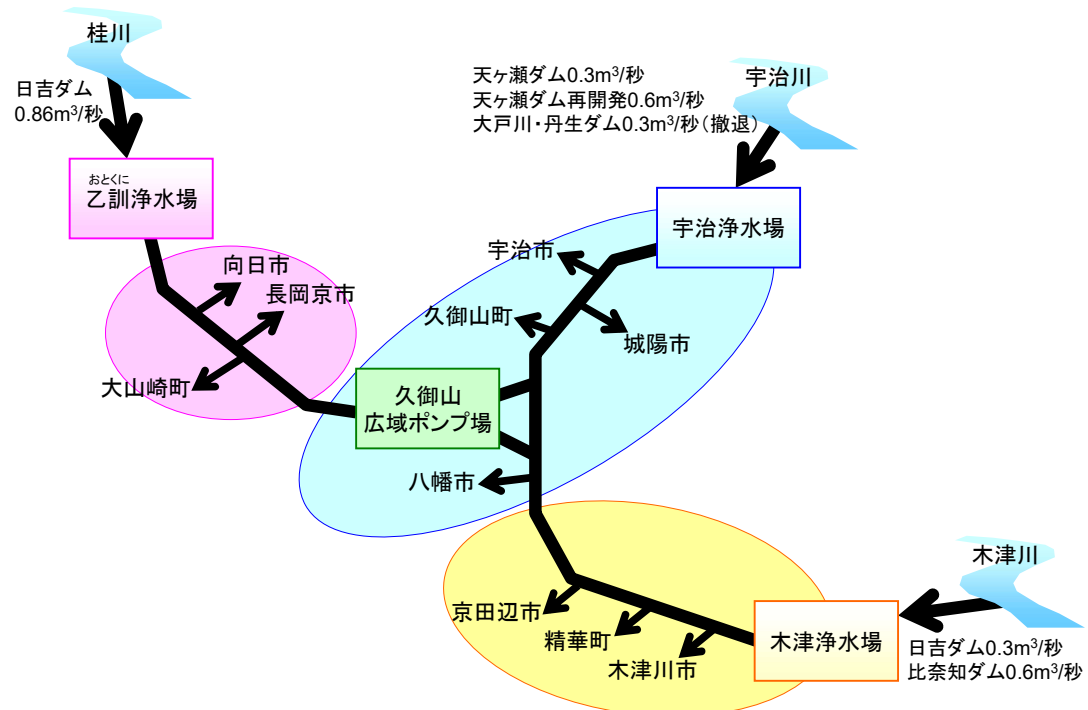 桂川
日吉ダム
0.86m³/秒
おとくに
乙訓浄水場
向日市
長岡京市
大山崎町
天ヶ瀬ダム0.3m³/秒
天ヶ瀬ダム再開発0.6m³/秒
大戸川・丹生ダム0.3m³/秒（撤退）
宇治川
宇治浄水場
宇治市
久御山町
城陽市
久御山
広域ポンプ場
八幡市
京田辺市
精華町
木津川市
木津川
木津浄水場
日吉ダム0.3m³/秒
比奈知ダム0.6m³/秒